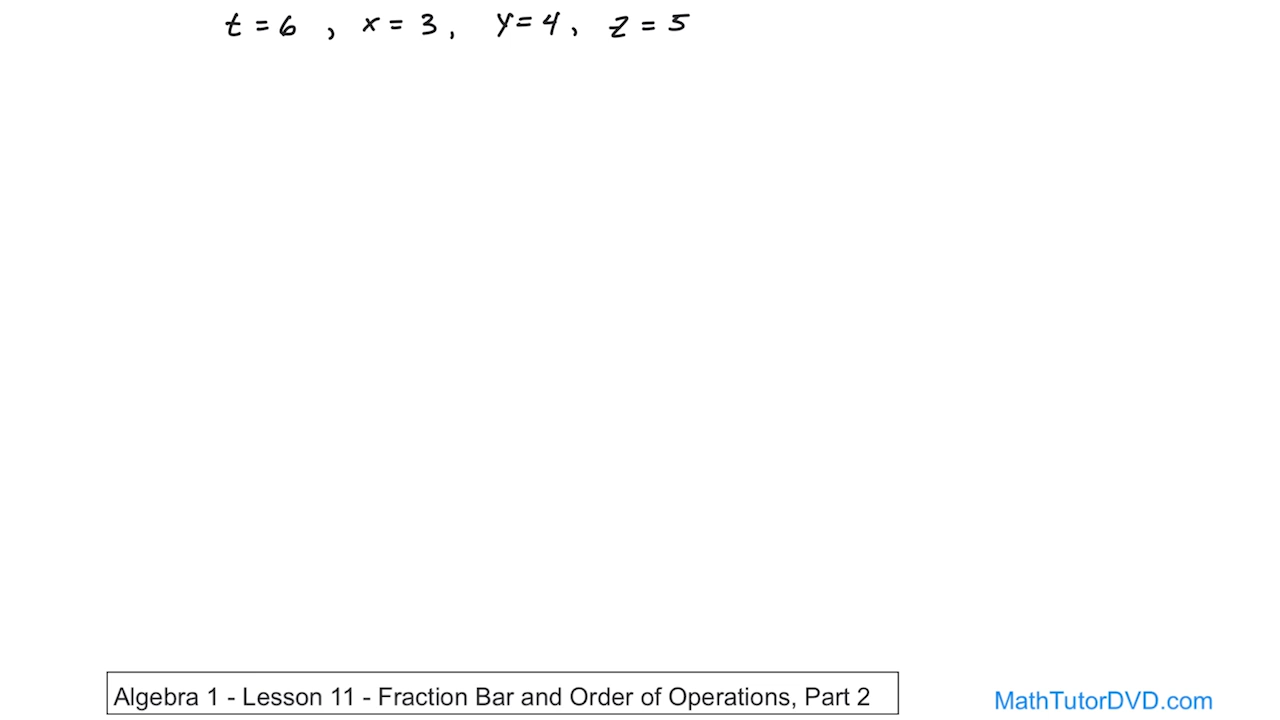 t = 6 , x = 3, y = 4, z = 5
Algebra 1 - Lesson 11 - Fraction Bar and Order of Operations, Part 2
MathTutorDVD.com